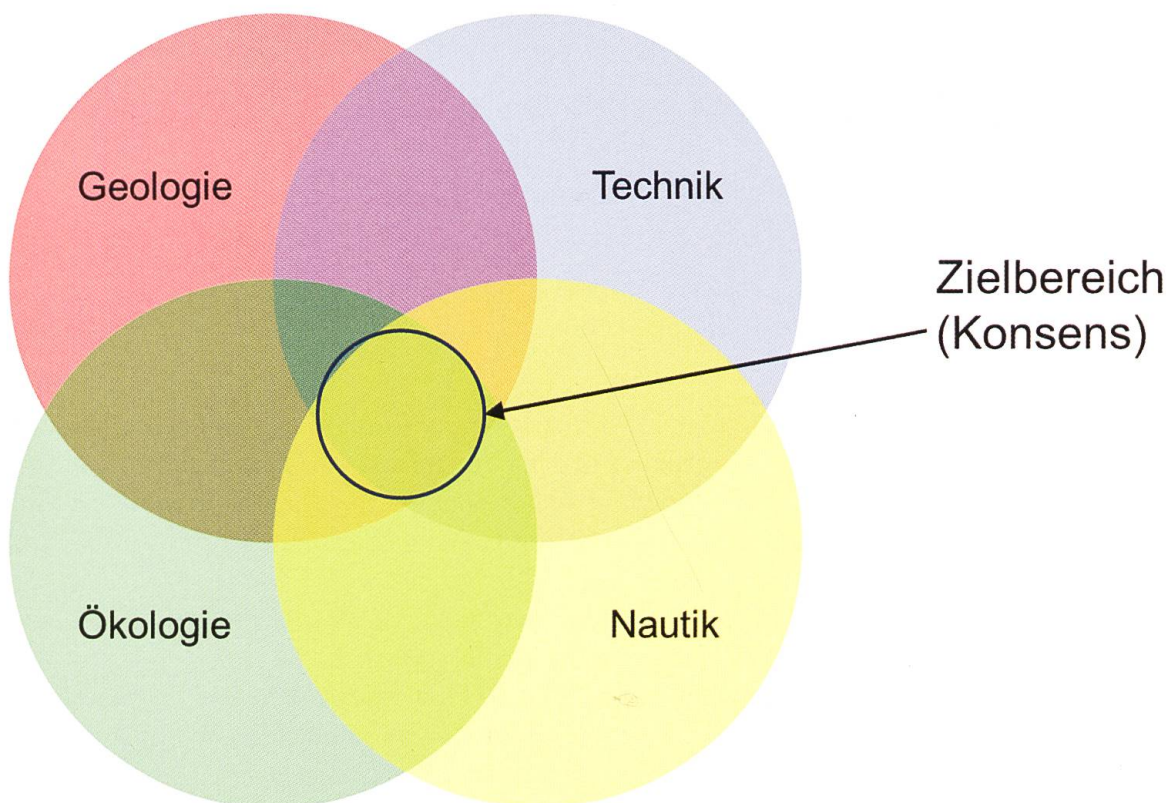 Geologie
Technik
Zielbereich
(Konsens)
Ökologie
Nautik